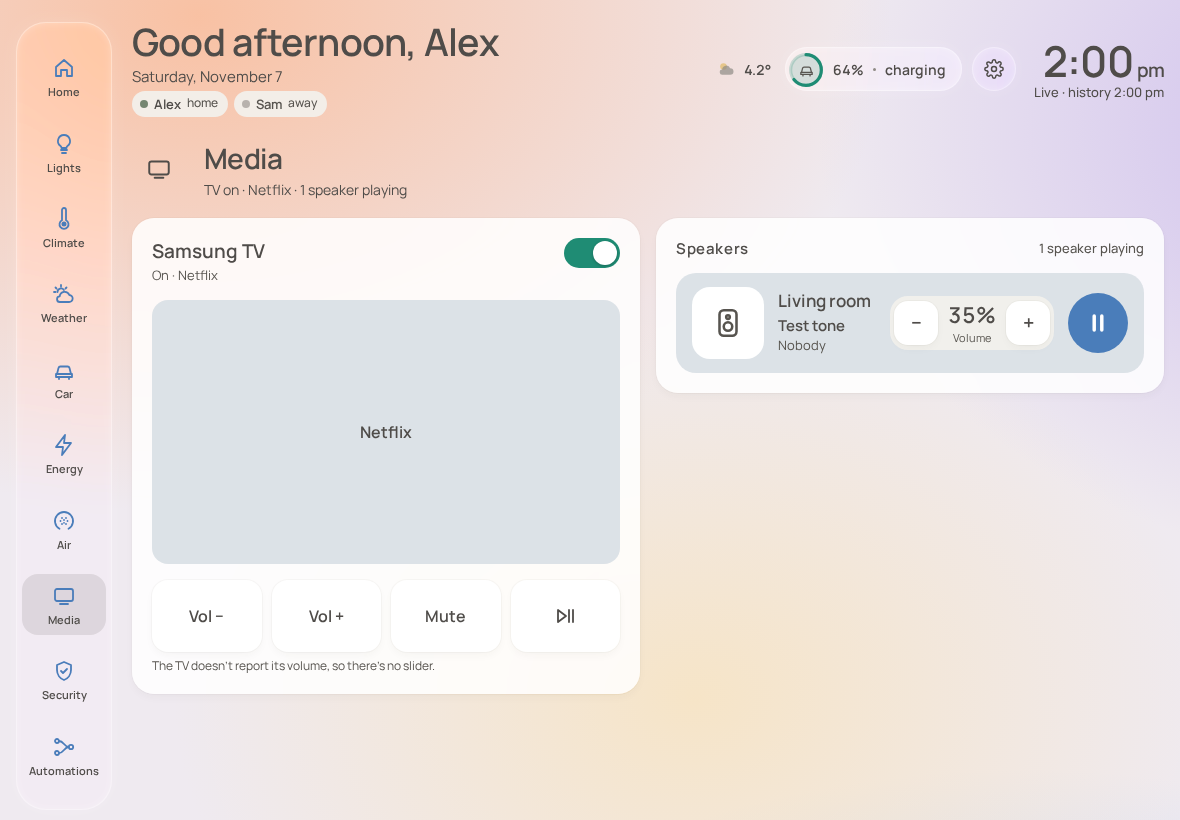 Good afternoon, Alex
Saturday, November 7
Alex home
Sam away
4.2°
64% • charging
2:00 pm
Live · history 2:00 pm
Home
Lights
Climate
Weather
Car
Energy
Air
Media
Security
Automations
Media
TV on · Netflix · 1 speaker playing
Samsung TV
On · Netflix
Netflix
Vol −
Vol +
Mute
The TV doesn't report its volume, so there's no slider.
Speakers
1 speaker playing
Living room
Test tone
Nobody
−
35%
Volume
+